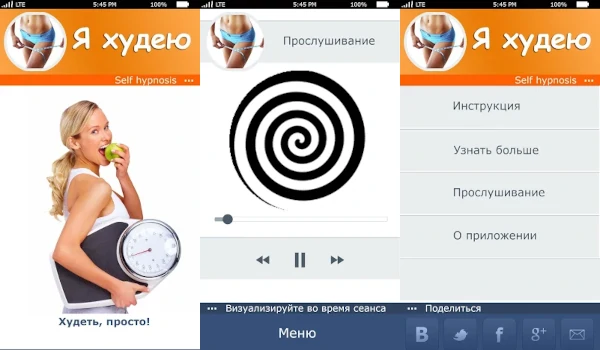 LTE 5:45 PM 100%
Я худею
Self hypnosis
Худеть, просто!
LTE 5:45 PM 100%
Прослушивание
Визуализируйте во время сеанса
Меню
LTE 5:45 PM 100%
Я худею
Self hypnosis
Инструкция
Узнать больше
Прослушивание
О приложении
Поделиться
B f g+